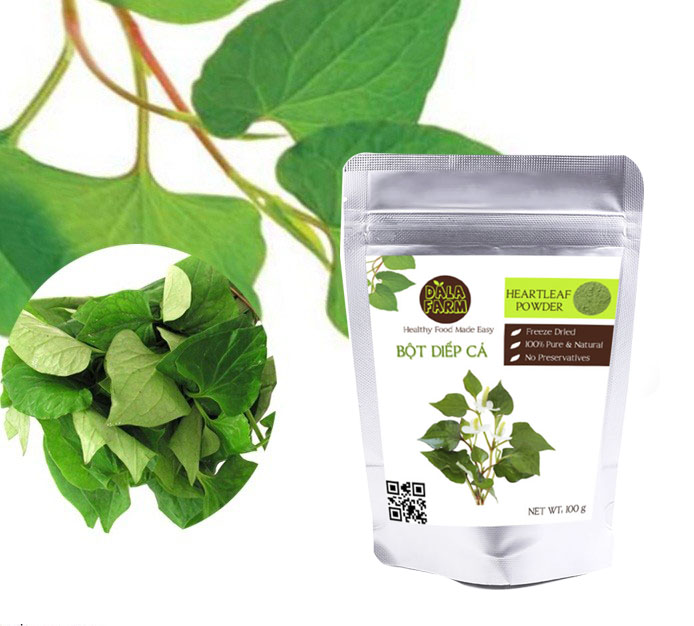 DALA
FARM
Healthy Food Made Easy
BỘT DIẾP CÁ
HEARTLEAF
POWDER
Freeze Dried
100% Pure & Natural
No Preservatives
NET WT: 100 g